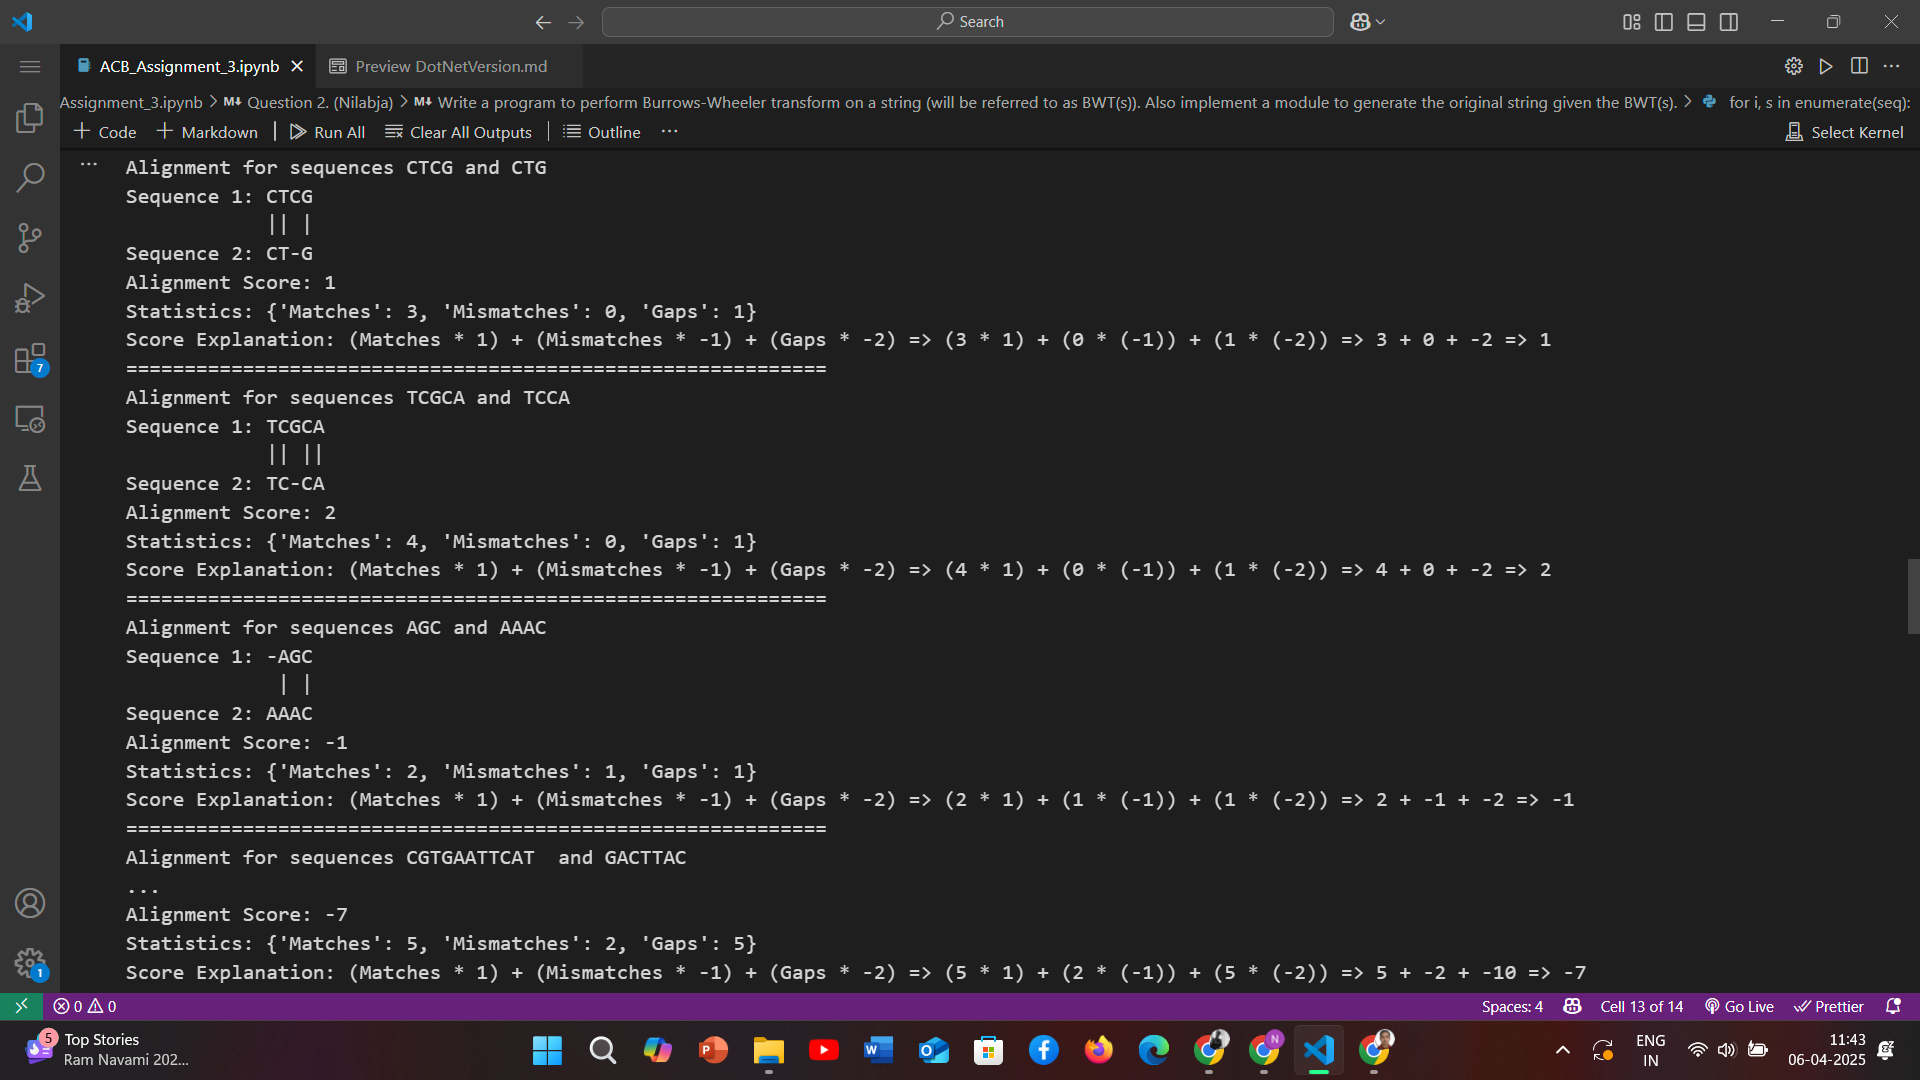 Search
ACB_Assignment_3.ipynb
Preview DotNetVersion.md
Assignment_3.ipynb > M↓ Question 2. (Nilabja) > M↓ Write a program to perform Burrows-Wheeler transform on a string (will be referred to as BWT(s)). Also implement a module to generate the original string given the BWT(s). > for i, s in enumerate(seq):
+ Code + Markdown | Run All Clear All Outputs | Outline ...
Select Kernel
...
Alignment for sequences CTCG and CTG
Sequence 1: CTCG
            || |
Sequence 2: CT-G
Alignment Score: 1
Statistics: {'Matches': 3, 'Mismatches': 0, 'Gaps': 1}
Score Explanation: (Matches * 1) + (Mismatches * -1) + (Gaps * -2) => (3 * 1) + (0 * (-1)) + (1 * (-2)) => 3 + 0 + -2 => 1
============================================================
Alignment for sequences TCGCA and TCCA
Sequence 1: TCGCA
            || ||
Sequence 2: TC-CA
Alignment Score: 2
Statistics: {'Matches': 4, 'Mismatches': 0, 'Gaps': 1}
Score Explanation: (Matches * 1) + (Mismatches * -1) + (Gaps * -2) => (4 * 1) + (0 * (-1)) + (1 * (-2)) => 4 + 0 + -2 => 2
============================================================
Alignment for sequences AGC and AAAC
Sequence 1: -AGC
             | |
Sequence 2: AAAC
Alignment Score: -1
Statistics: {'Matches': 2, 'Mismatches': 1, 'Gaps': 1}
Score Explanation: (Matches * 1) + (Mismatches * -1) + (Gaps * -2) => (2 * 1) + (1 * (-1)) + (1 * (-2)) => 2 + -1 + -2 => -1
============================================================
Alignment for sequences CGTGAATTCAT  and GACTTAC
...
Alignment Score: -7
Statistics: {'Matches': 5, 'Mismatches': 2, 'Gaps': 5}
Score Explanation: (Matches * 1) + (Mismatches * -1) + (Gaps * -2) => (5 * 1) + (2 * (-1)) + (5 * (-2)) => 5 + -2 + -10 => -7
7
1
0 0
Spaces: 4
Cell 13 of 14
Go Live
Prettier
5
Top Stories
Ram Navami 202...
P
W
N
ENG
IN
11:43
06-04-2025